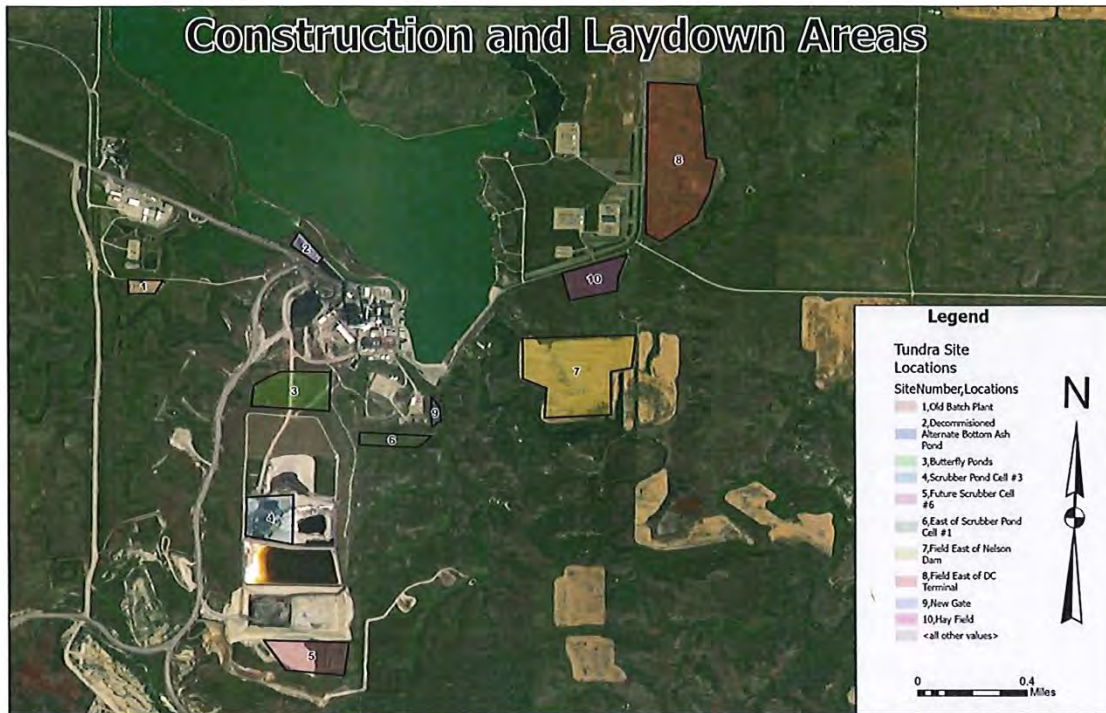 Construction and Laydown Areas
8
2
10
1
7
3
9
6
4
5
Legend
Tundra Site
Locations
SiteNumber,Locations
1,Old Batch Plant
2,Decommisioned
Alternate Bottom Ash
Pond
3,Butterfly Ponds
4,Scrubber Pond Cell #3
5,Future Scrubber Cell
#6
6,East of Scrubber Pond
Cell #1
7,Field East of Nelson
Dam
8,Field East of DC
Terminal
9,New Gate
10,Hay Field
<all other values>
N
0 0.4
Miles